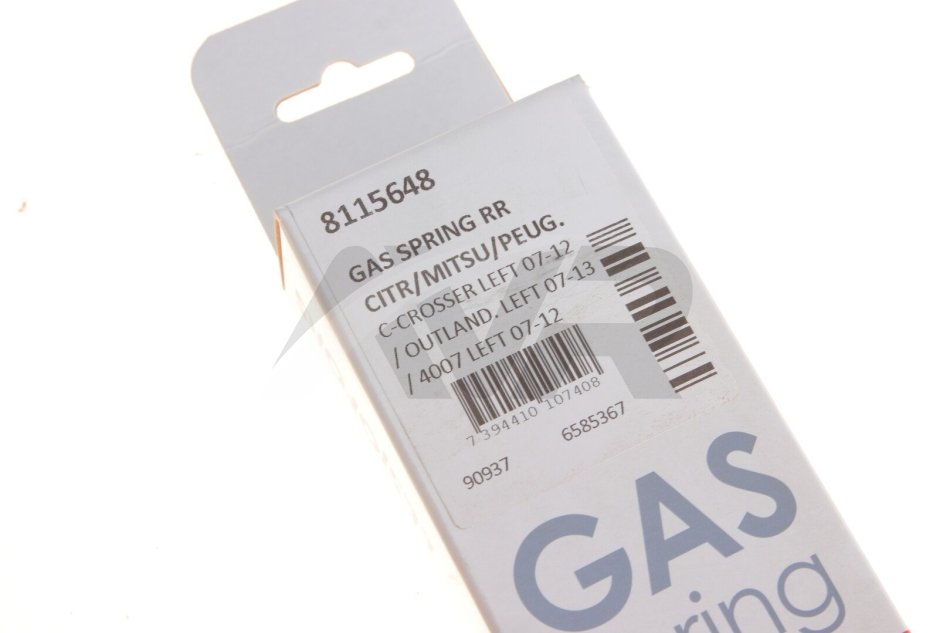 8115648
GAS SPRING RR
CITR/MITSU/PEUG.
C-CROSSER LEFT 07-12
/ OUTLAND. LEFT 07-13
/ 4007 LEFT 07-12
7 394410 107408
90937 6585367
GAS
ring